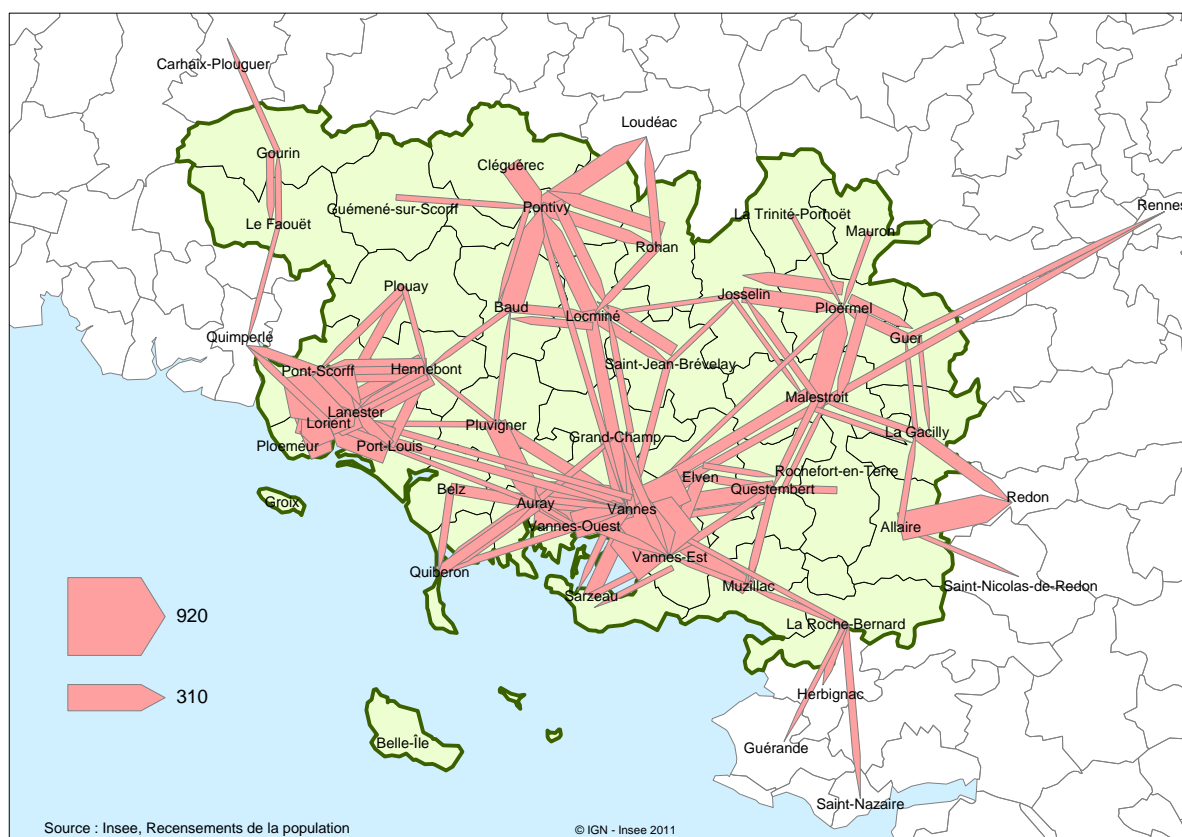 Carhaix-Plouguer
Loudéac
Gourin
Cléguérec
Guémené-sur-Scorff
Pontivy
Rennes
Le Faouët
La Trinité-Porhoët
Mauron
Rohan
Plouay
Baud
Locminé
Josselin
Ploërmel
Quimperlé
Guer
Pont-Scorff
Hennebont
Saint-Jean-Brévelay
Malestroit
Lanester
Lorient
Pluvigner
Grand-Champ
La Gacilly
Ploemeur
Port-Louis
Rochefort-en-Terre
Elven
Belz
Questembert
Redon
Groix
Auray
Vannes
Vannes-Ouest
Allaire
Vannes-Est
Quiberon
Muzillac
Saint-Nicolas-de-Redon
Sarzeau
920
La Roche-Bernard
310
Herbignac
Belle-Île
Guérande
Saint-Nazaire
Source : Insee, Recensements de la population
© IGN - Insee 2011